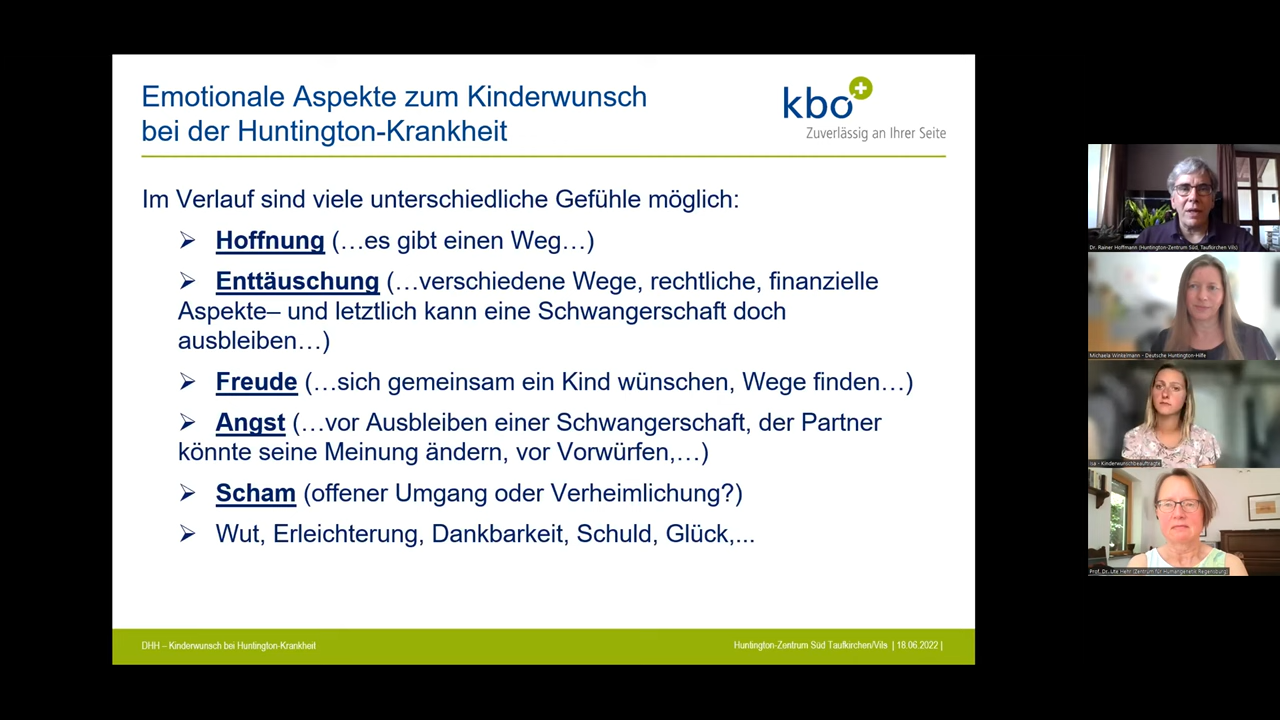 Emotionale Aspekte zum Kinderwunsch
bei der Huntington-Krankheit
kbo
Zuverlässig an Ihrer Seite
Im Verlauf sind viele unterschiedliche Gefühle möglich:
➢ Hoffnung (…es gibt einen Weg…)
➢ Enttäuschung (…verschiedene Wege, rechtliche, finanzielle
Aspekte– und letztlich kann eine Schwangerschaft doch
ausbleiben…)
➢ Freude (…sich gemeinsam ein Kind wünschen, Wege finden…)
➢ Angst (…vor Ausbleiben einer Schwangerschaft, der Partner
könnte seine Meinung ändern, vor Vorwürfen,…)
➢ Scham (offener Umgang oder Verheimlichung?)
➢ Wut, Erleichterung, Dankbarkeit, Schuld, Glück,...
DHH – Kinderwunsch bei Huntington-Krankheit
Huntington-Zentrum Süd Taufkirchen/Vils | 18.06.2022 |
Dr. Rainer Hoffmann (Huntington-Zentrum Süd, Taufkirchen Vils)
Michaela Winkelmann - Deutsche Huntington-Hilfe
- Kinderwunschbeauftragte
Prof. Dr. Ute Hehr (Zentrum für Humangenetik Regensburg)